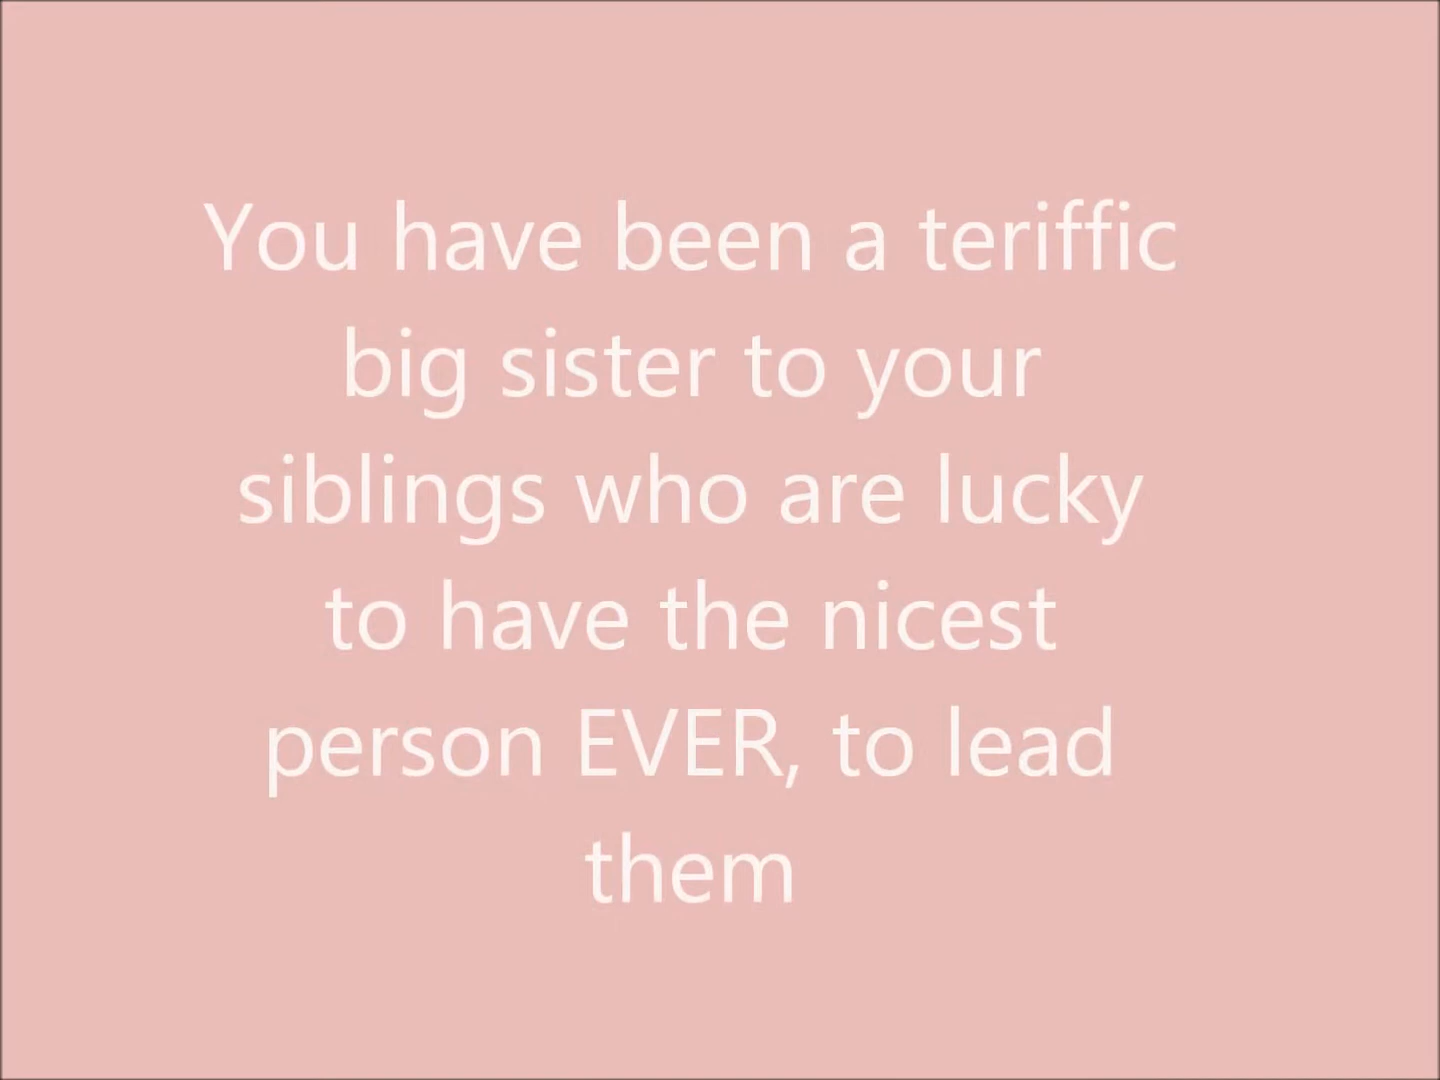 You have been a teriffic
big sister to your
siblings who are lucky
to have the nicest
person EVER, to lead
them